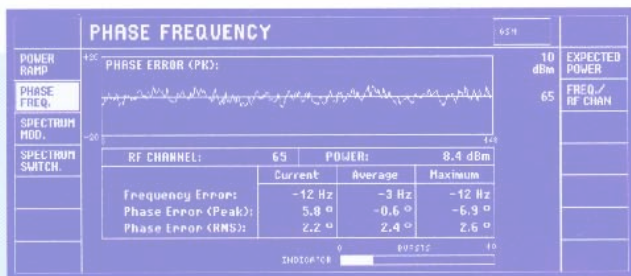 PHASE FREQUENCY
GSM
POWER
RAMP
PHASE
FREQ.
SPECTRUM
MOD.
SPECTRUM
SWTCH.
+20
PHASE ERROR (PK):
-20
10
dBm
65
EXPECTED
POWER
FREQ./
RF CHAN
RF CHANNEL: 65 POWER: 8.4 dBm
Current Average Maximum
Frequency Error: -12 Hz -3 Hz -12 Hz
Phase Error (Peak): 5.8 ° -0.6 ° -6.9 °
Phase Error (RMS): 2.2 ° 2.4 ° 2.6 °
0 BURSTS 40
INDICATOR